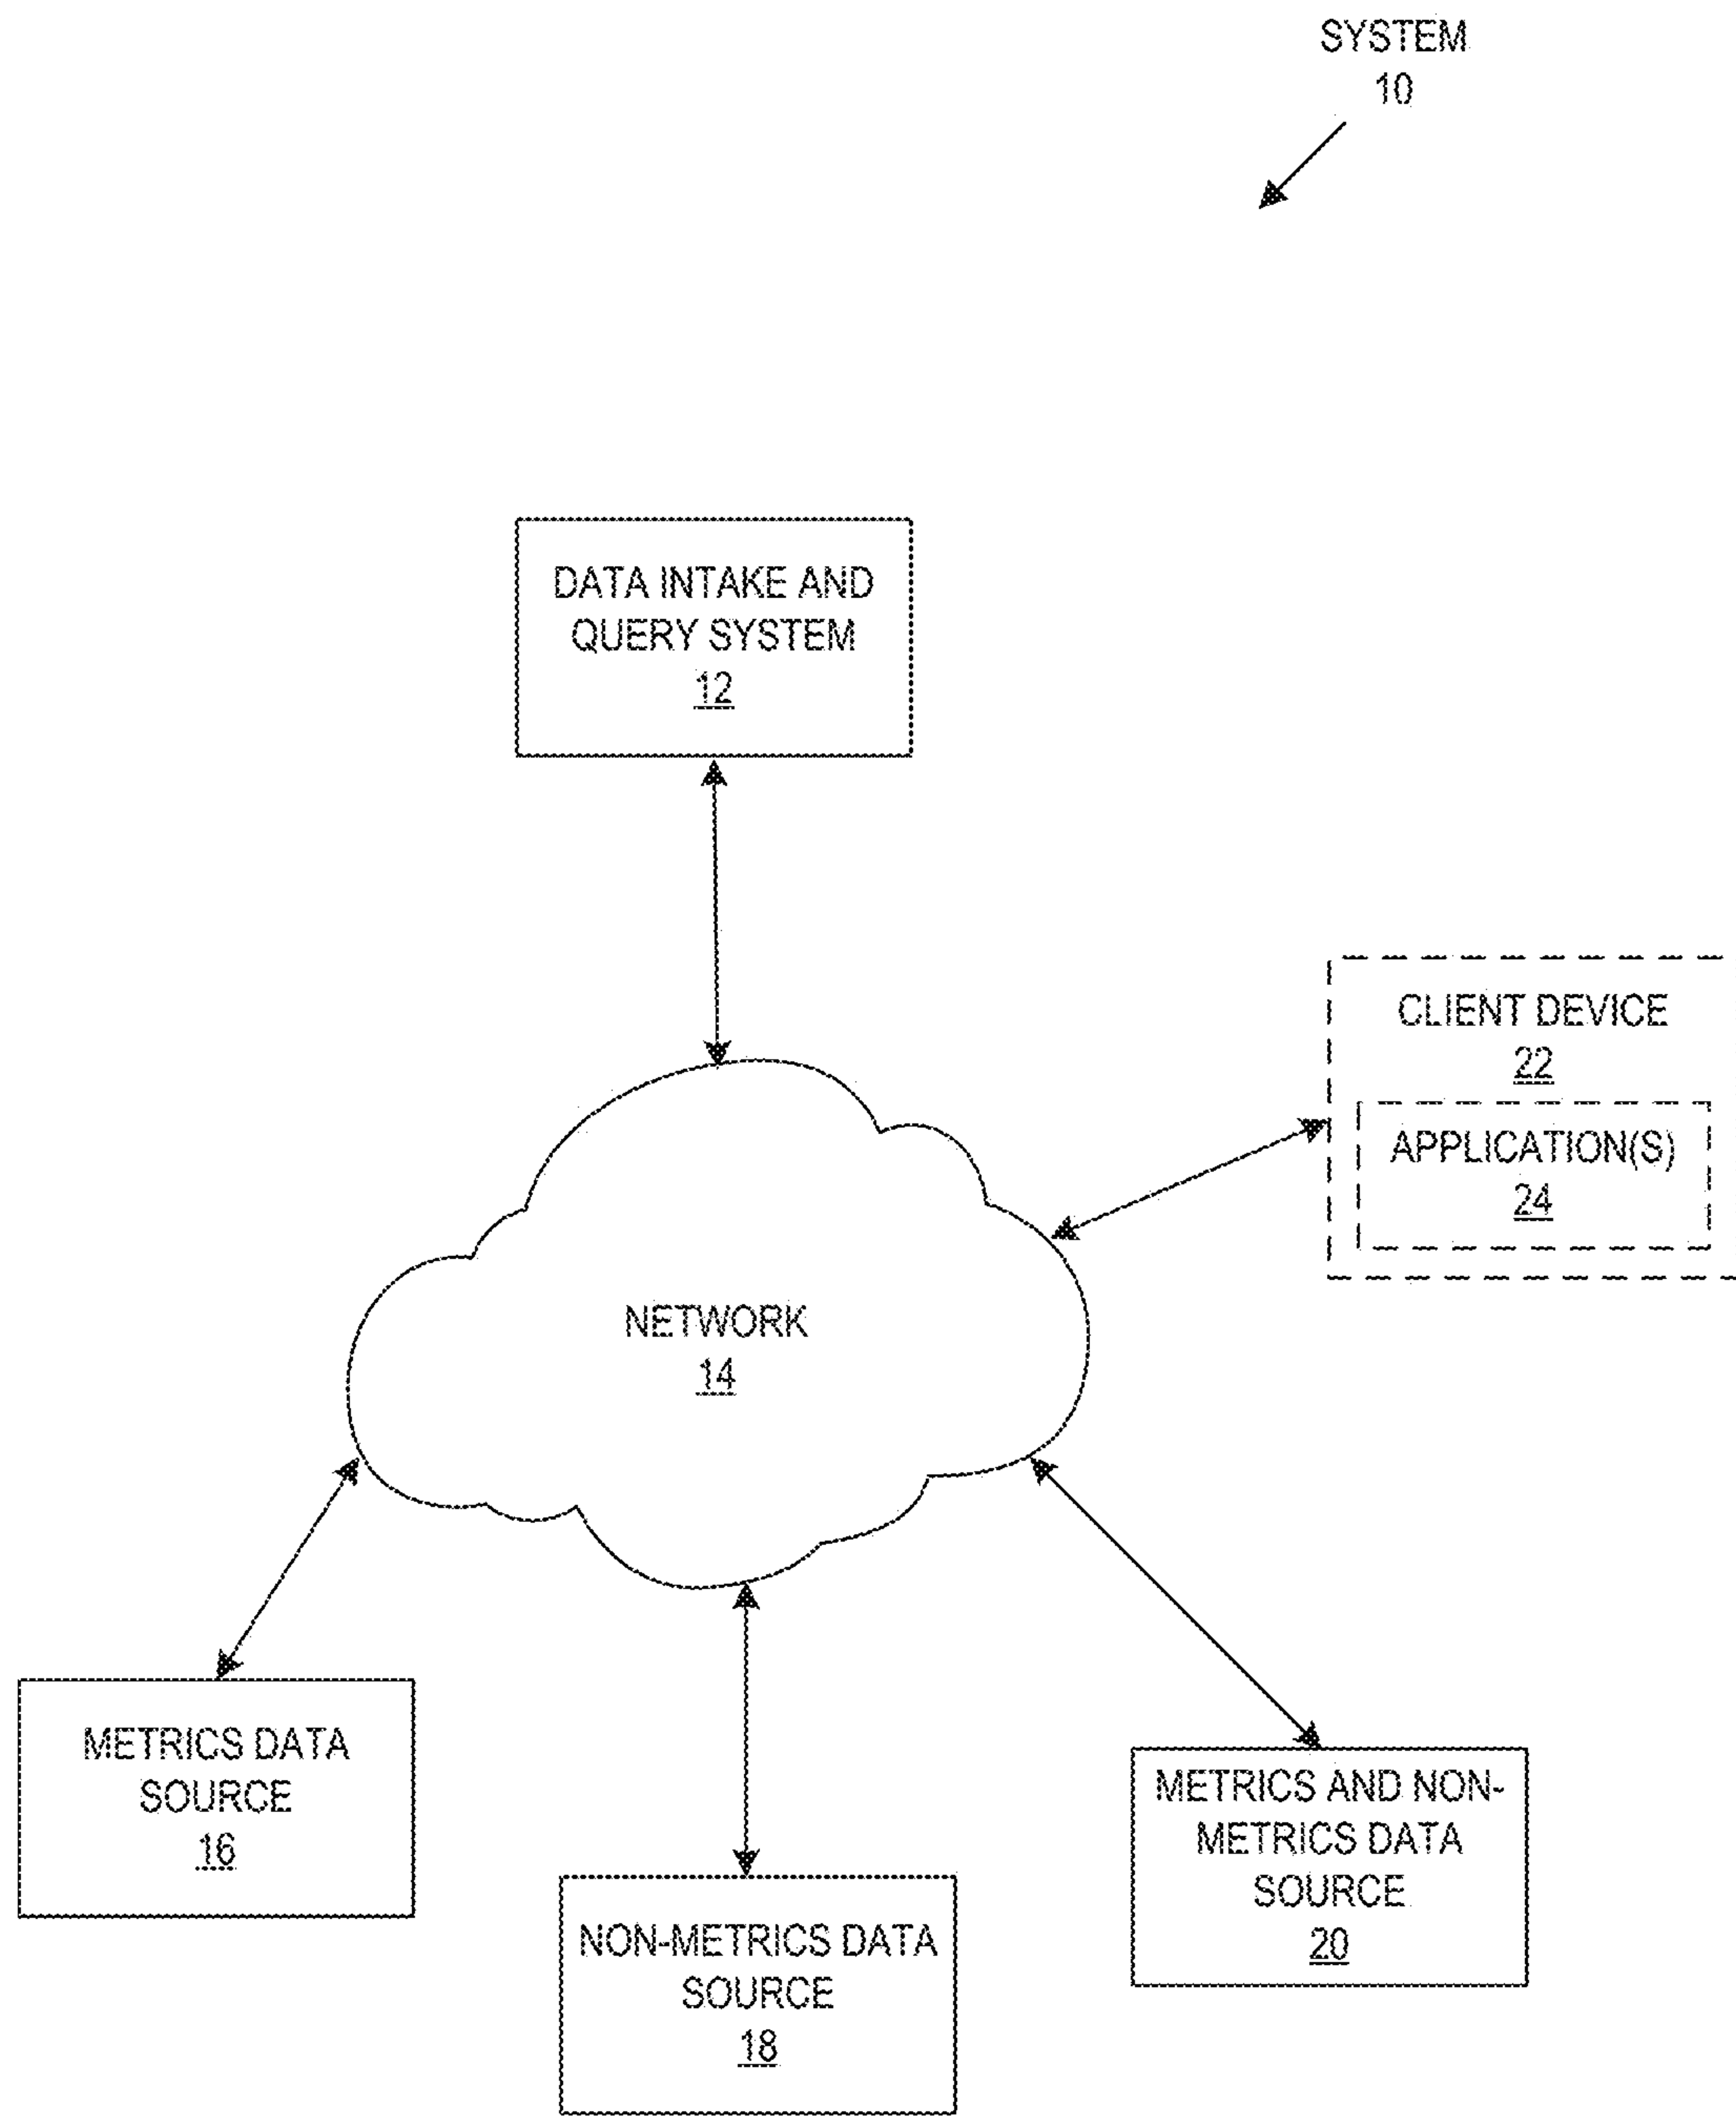 SYSTEM
10
DATA INTAKE AND
QUERY SYSTEM
12
CLIENT DEVICE
22
APPLICATION(S)
24
NETWORK
14
METRICS DATA
SOURCE
16
NON-METRICS DATA
SOURCE
18
METRICS AND NON-
METRICS DATA
SOURCE
20